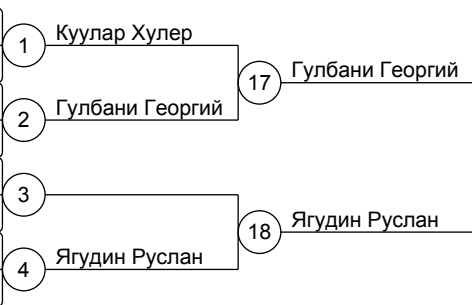 1 Куулар Хулер
17 Гулбани Георгий
2 Гулбани Георгий
3
18 Ягудин Руслан
4 Ягудин Руслан